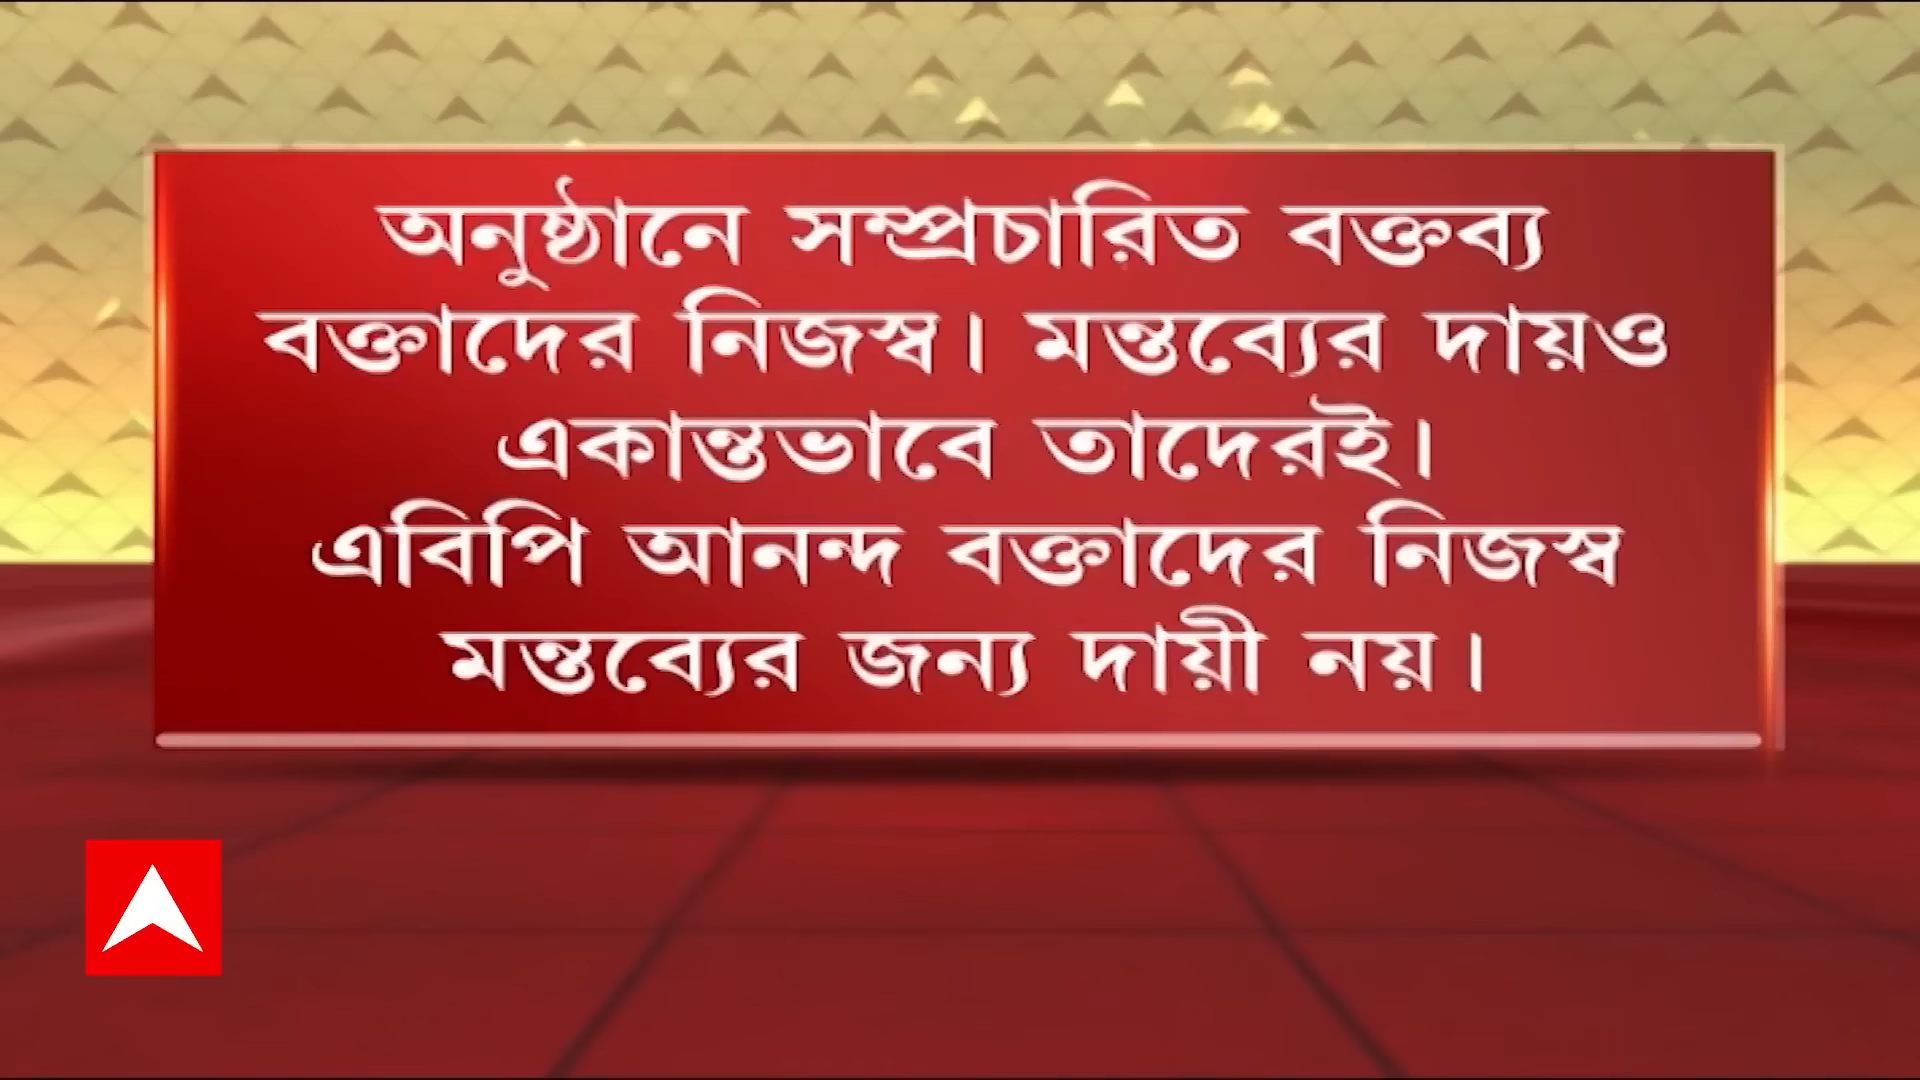 অনুষ্ঠানে সম্প্রচারিত বক্তব্য
বক্তাদের নিজস্ব। মন্তব্যের দায়ও
একান্তভাবে তাদেরই।
এবিপি আনন্দ বক্তাদের নিজস্ব
মন্তব্যের জন্য দায়ী নয়।